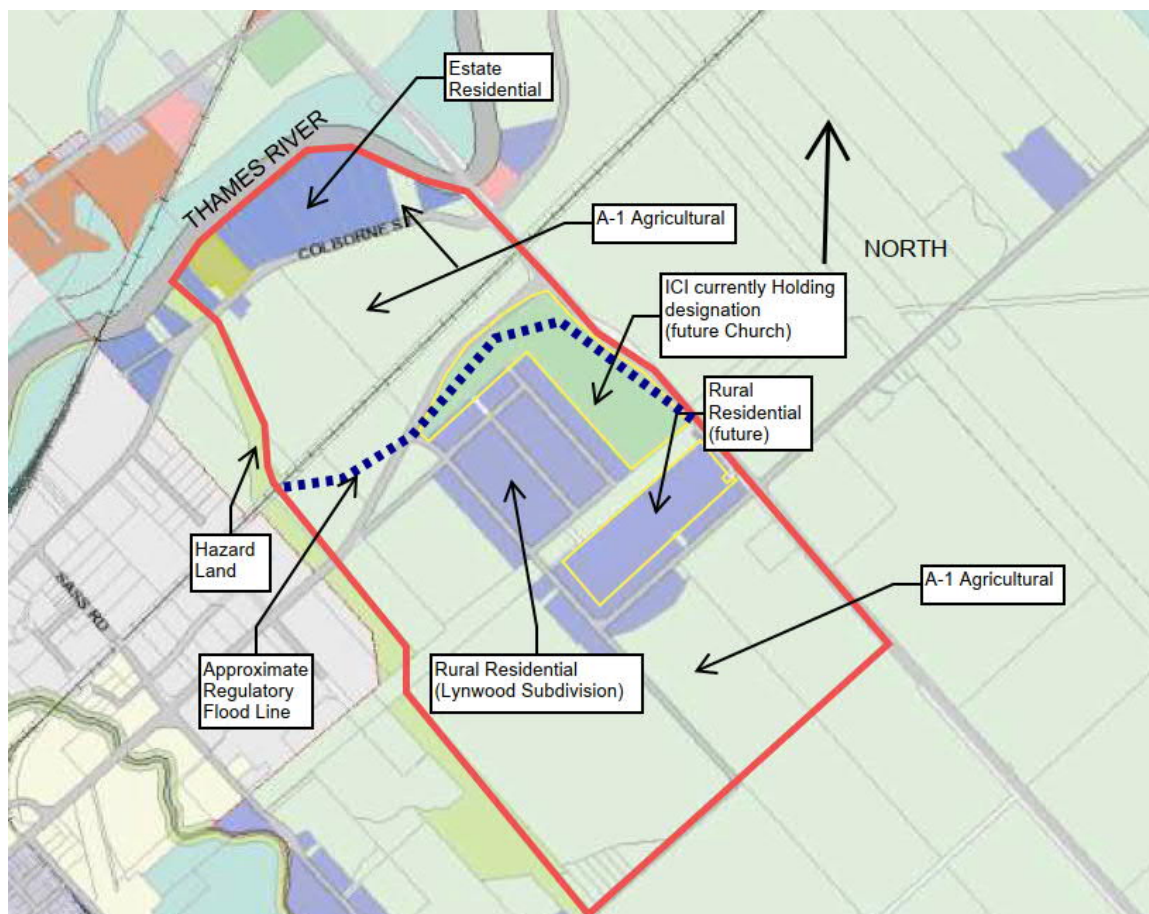 Estate
Residential
THAMES RIVER
COLBORNE S
A-1 Agricultural
NORTH
ICI currently Holding
designation
(future Church)
Rural
Residential
(future)
Hazard
Land
SASS RD
A-1 Agricultural
Approximate
Regulatory
Flood Line
Rural Residential
(Lynwood Subdivision)